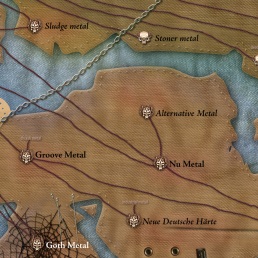 Sludge metal
Stoner metal
Alternative Metal
Groove Metal
Nu Metal
Neue Deutsche Härte
Goth Metal